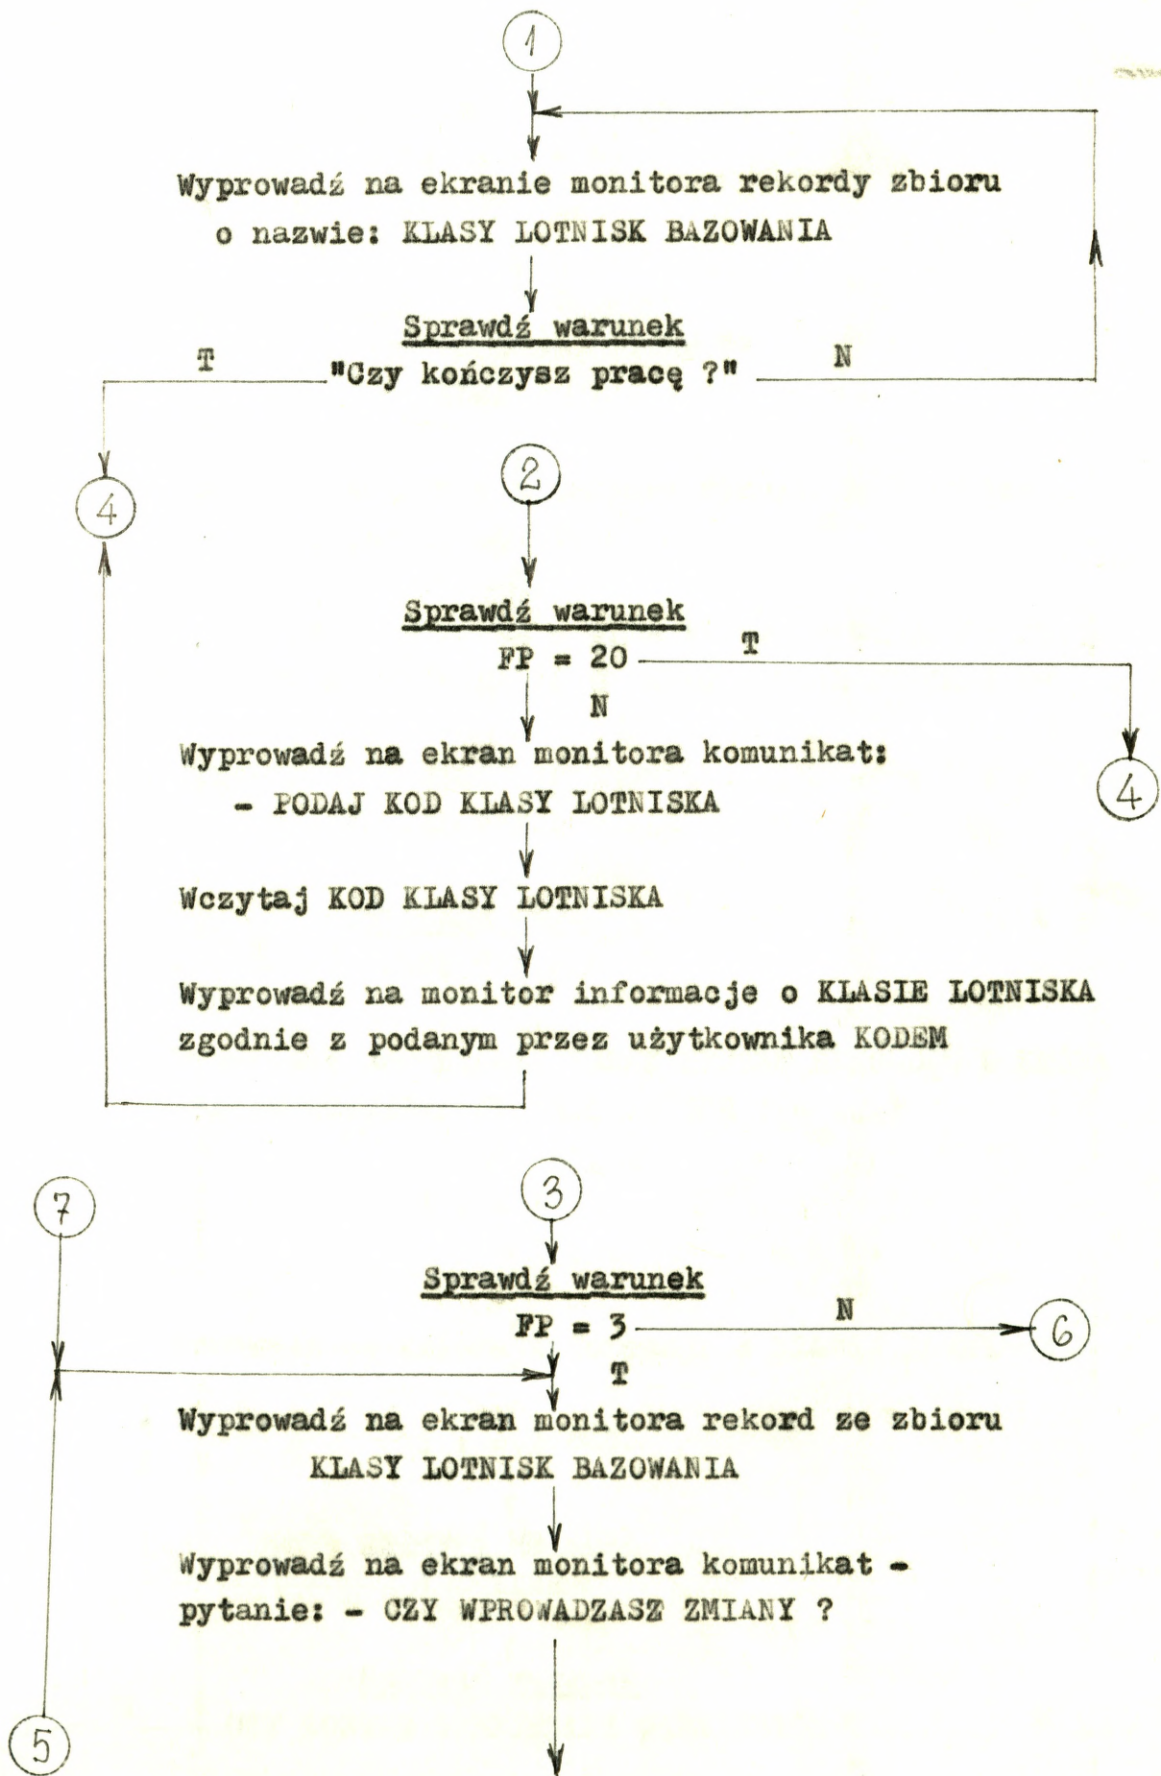 1
Wyprowadź na ekranie monitora rekordy zbioru
o nazwie: KLASY LOTNISK BAZOWANIA
Sprawdź warunek
T "Czy kończysz pracę ?" N
2
4
Sprawdź warunek
FP = 20 T
N
Wyprowadź na ekran monitora komunikat:
- PODAJ KOD KLASY LOTNISKA
4
Wczytaj KOD KLASY LOTNISKA
Wyprowadź na monitor informacje o KLASIE LOTNISKA
zgodnie z podanym przez użytkownika KODEM
7
3
Sprawdź warunek
FP = 3 N 6
T
Wyprowadź na ekran monitora rekord ze zbioru
KLASY LOTNISK BAZOWANIA
Wyprowadź na ekran monitora komunikat -
pytanie: - CZY WPROWADZASZ ZMIANY ?
5